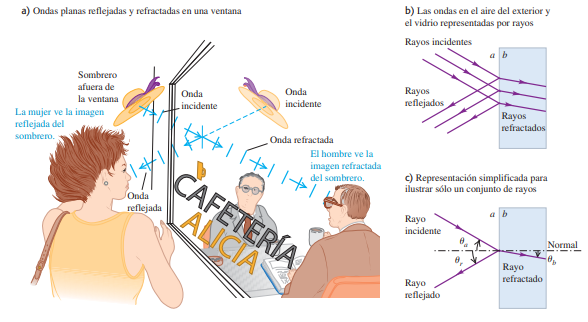 a) Ondas planas reflejadas y refractadas en una ventana
Sombrero
afuera de
la ventana
La mujer ve la imagen
reflejada del
sombrero.
Onda
incidente
Onda
incidente
Onda refractada
El hombre ve la
imagen refractada
del sombrero.
Onda
reflejada
CAFETERÍA
ALICIA
b) Las ondas en el aire del exterior y
el vidrio representadas por rayos
Rayos incidentes
a b
Rayos
reflejados
Rayos
refractados
c) Representación simplificada para
ilustrar sólo un conjunto de rayos
a b
Rayo
incidente
θa
θr
Normal
θb
Rayo
refractado
Rayo
reflejado